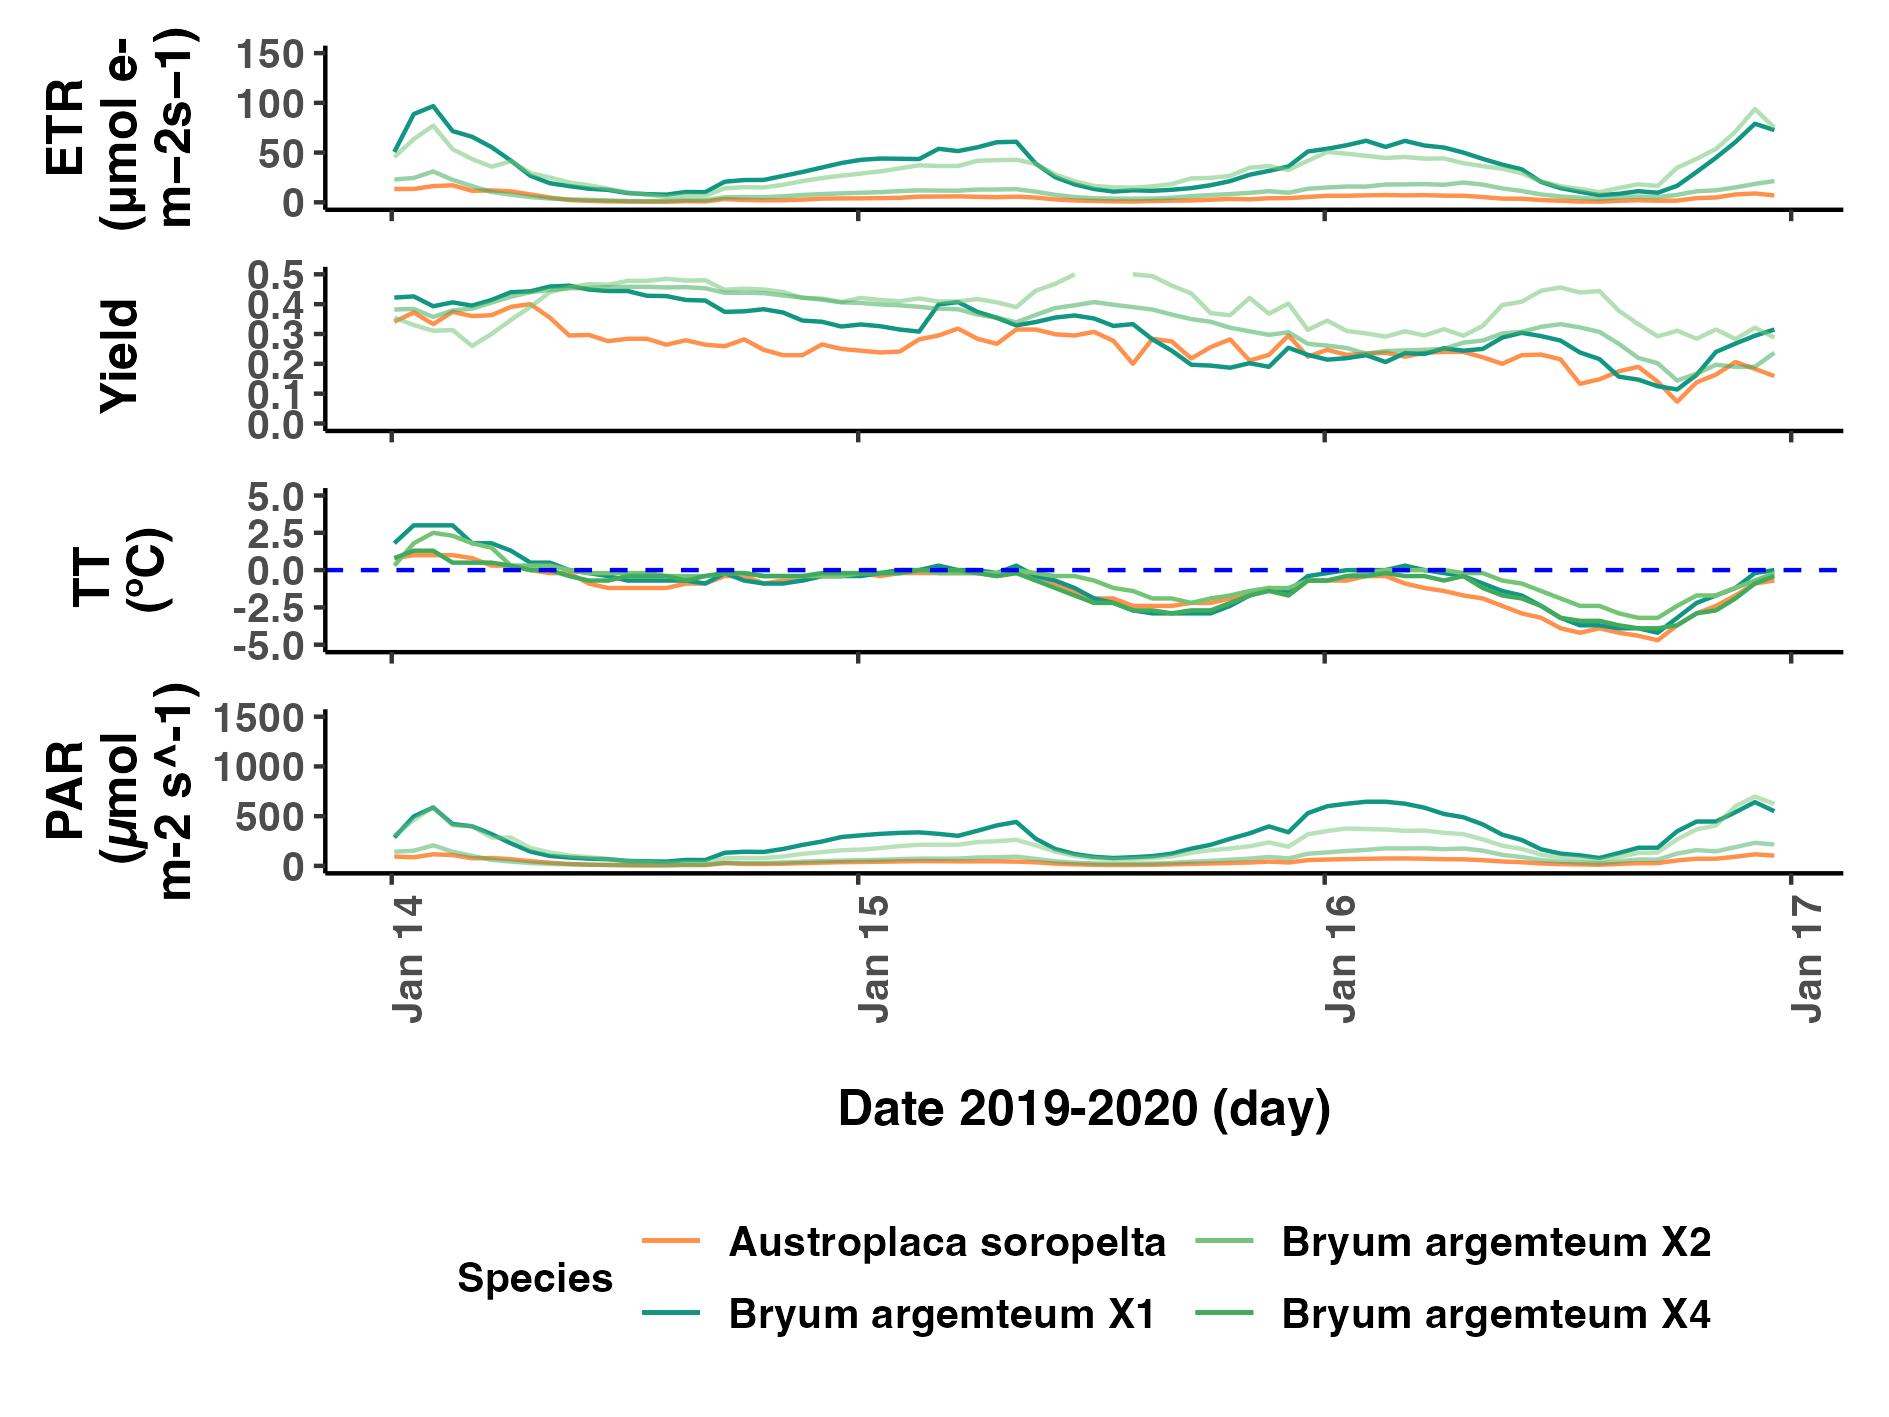 ETR
(µmol e-
m−2s−1)
150
100
50
0
Yield
0.5
0.4
0.3
0.2
0.1
0.0
TT
(ºC)
5.0
2.5
0.0
-2.5
-5.0
PAR
(µmol
m-2 s^-1)
1500
1000
500
0
Jan 14
Jan 15
Jan 16
Jan 17
Date 2019-2020 (day)
Species
Austroplaca soropelta
Bryum argemteum X2
Bryum argemteum X1
Bryum argemteum X4